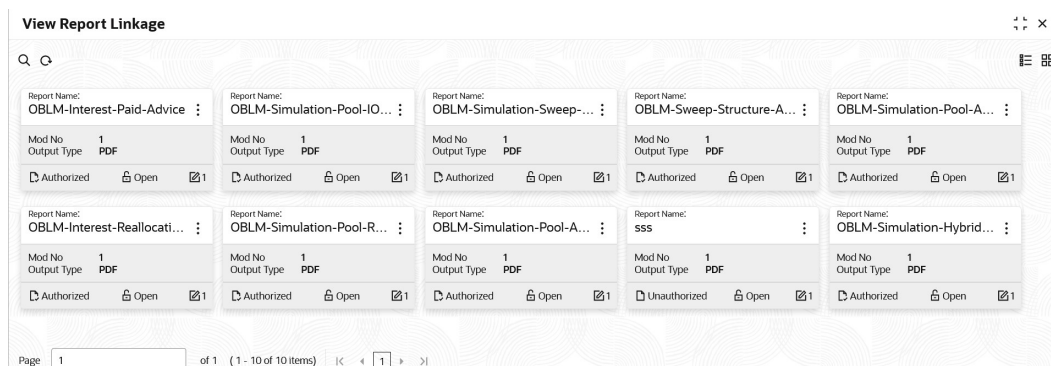 View Report Linkage
Report Name:
OBLM-Interest-Paid-Advice
Mod No 1
Output Type PDF
Authorized Open 1
Report Name:
OBLM-Simulation-Pool-IO...
Mod No 1
Output Type PDF
Authorized Open 1
Report Name:
OBLM-Simulation-Sweep-...
Mod No 1
Output Type PDF
Authorized Open 1
Report Name:
OBLM-Sweep-Structure-A...
Mod No 1
Output Type PDF
Authorized Open 1
Report Name:
OBLM-Simulation-Pool-A...
Mod No 1
Output Type PDF
Authorized Open 1
Report Name:
OBLM-Interest-Reallocati...
Mod No 1
Output Type PDF
Authorized Open 1
Report Name:
OBLM-Simulation-Pool-R...
Mod No 1
Output Type PDF
Authorized Open 1
Report Name:
OBLM-Simulation-Pool-A...
Mod No 1
Output Type PDF
Authorized Open 1
Report Name:
sss
Mod No 1
Output Type PDF
Unauthorized Open 1
Report Name:
OBLM-Simulation-Hybrid...
Mod No 1
Output Type PDF
Authorized Open 1
Page 1 of 1 (1 - 10 of 10 items) 1